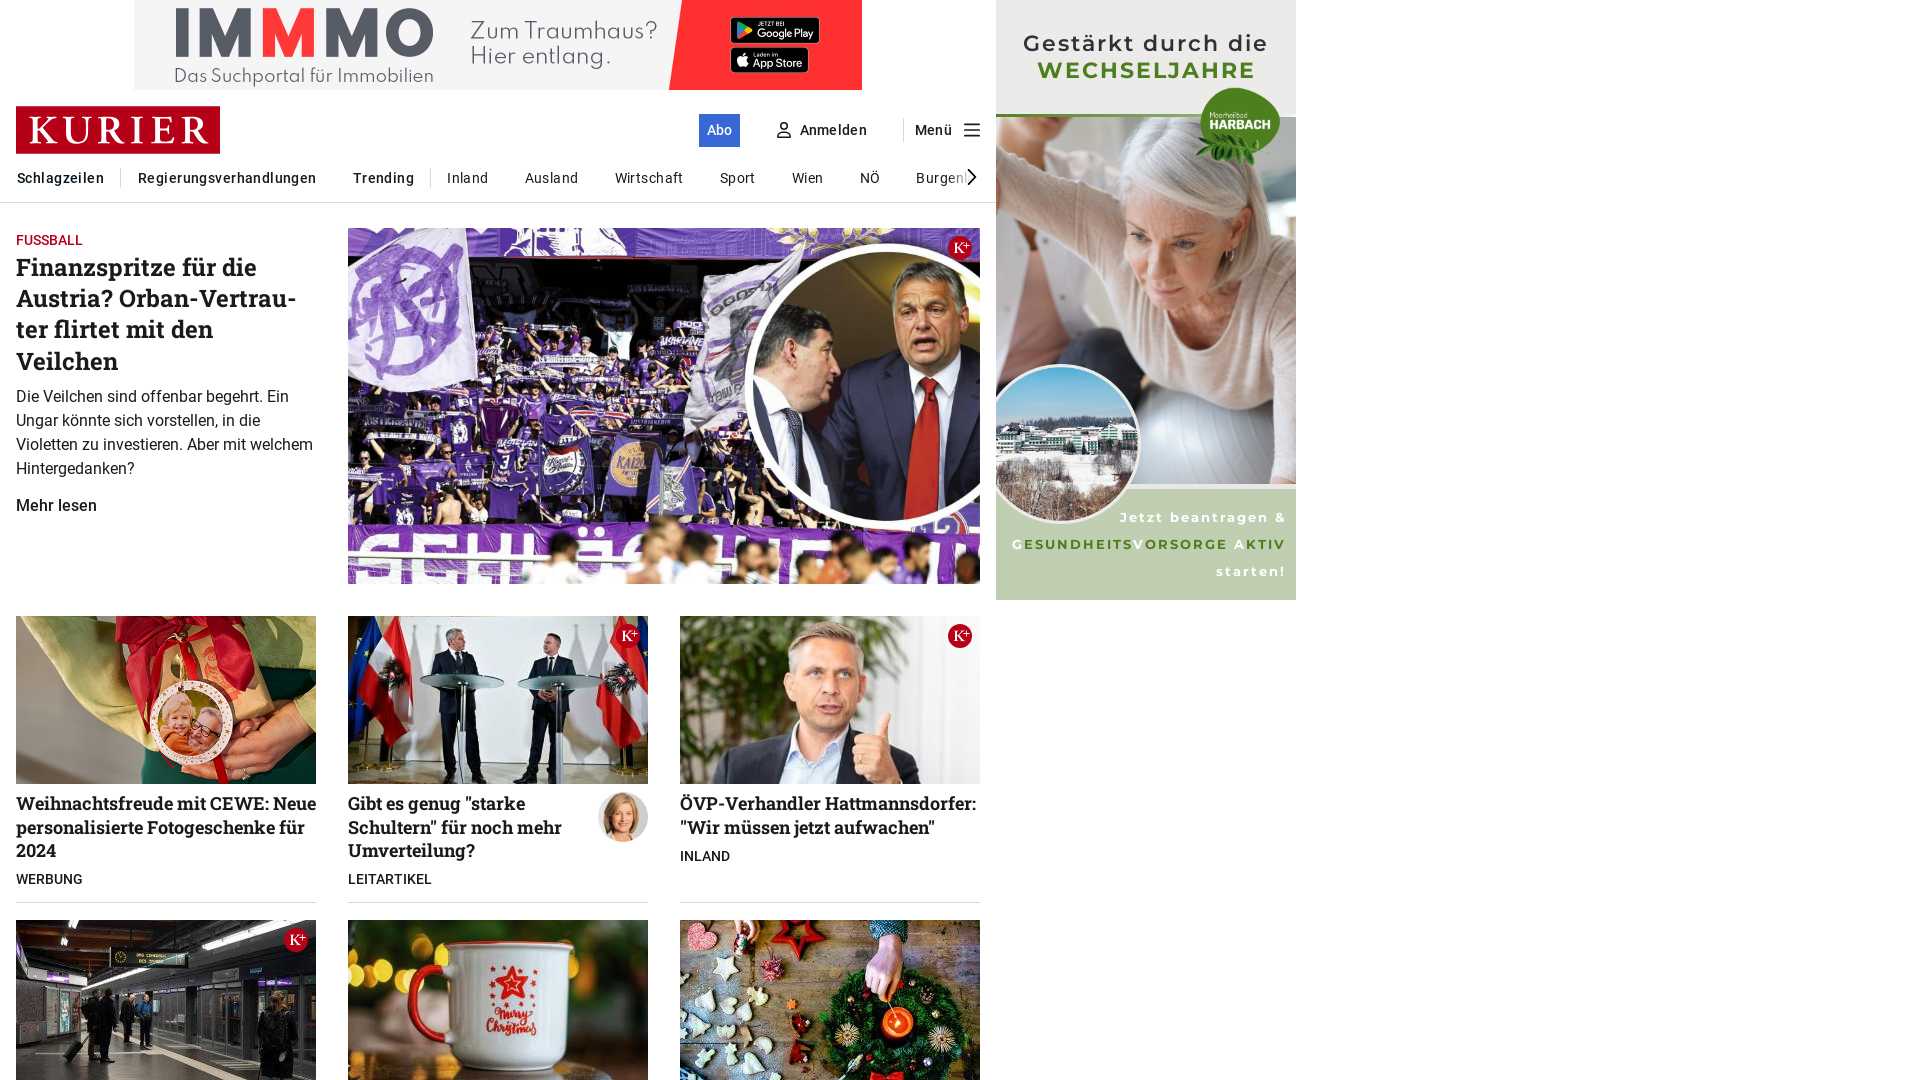 IMMMO
Das Suchportal für Immobilien
Zum Traumhaus?
Hier entlang.
JETZT BEI
Google Play
Laden im
App Store
Gestärkt durch die
WECHSELJAHRE
Moorheilbad
HARBACH
KURIER
Abo
Anmelden
Menü
Schlagzeilen
Regierungsverhandlungen
Trending
Inland
Ausland
Wirtschaft
Sport
Wien
NÖ
FUSSBALL
Finanzspritze für die
Austria? Orban-Vertrau-
ter flirtet mit den
Veilchen
Die Veilchen sind offenbar begehrt. Ein
Ungar könnte sich vorstellen, in die
Violetten zu investieren. Aber mit welchem
Hintergedanken?
Mehr lesen
K+
Jetzt beantragen &
GESUNDHEITSVORSORGE AKTIV
starten!
K+
K+
Weihnachtsfreude mit CEWE: Neue
personalisierte Fotogeschenke für
2024
WERBUNG
Gibt es genug "starke
Schultern" für noch mehr
Umverteilung?
LEITARTIKEL
ÖVP-Verhandler Hattmannsdorfer:
"Wir müssen jetzt aufwachen"
INLAND
K+
Merry
Christmas